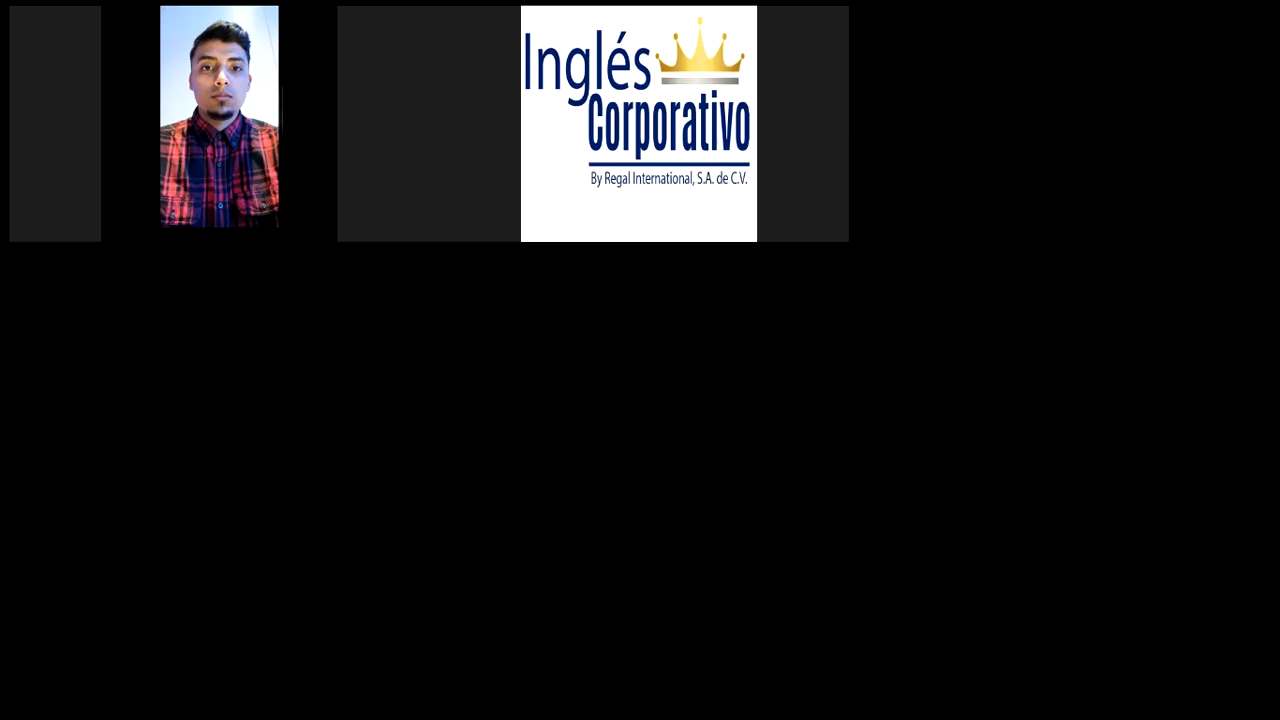 Inglés
Corporativo
By Regal International, S.A. de C.V.